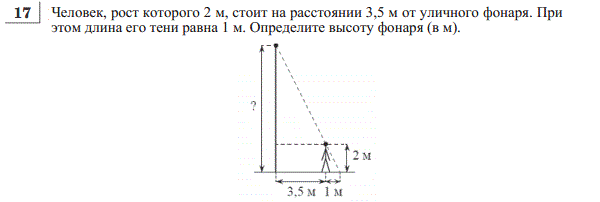 17 Человек, рост которого 2 м, стоит на расстоянии 3,5 м от уличного фонаря. При
этом длина его тени равна 1 м. Определите высоту фонаря (в м).
?
2 м
3,5 м 1 м